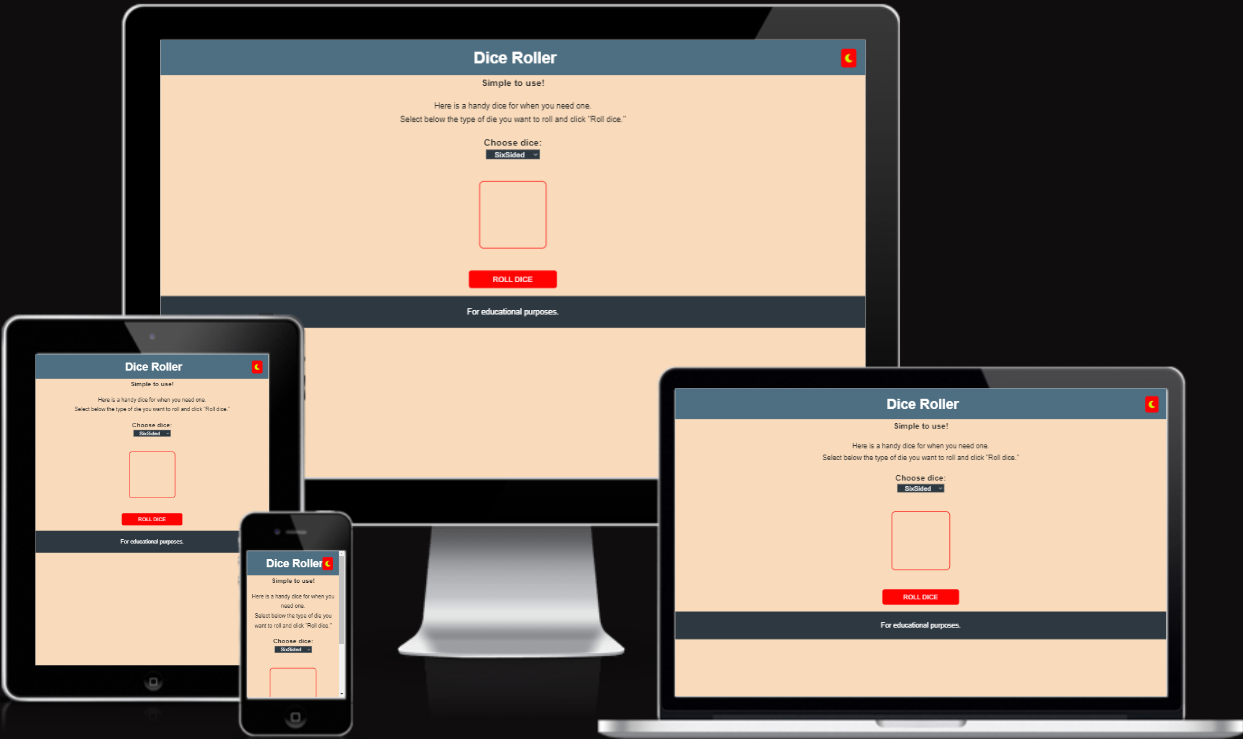 Dice Roller
Simple to use!
Here is a handy dice for when you need one.
Select below the type of die you want to roll and click "Roll dice."
Choose dice:
SixSided
ROLL DICE
For educational purposes.
Dice Roller
Simple to use!
Here is a handy dice for when you need one.
Select below the type of die you want to roll and click "Roll dice."
Choose dice:
SixSided
ROLL DICE
For educational purposes.
Dice Roller
Simple to use!
Here is a handy dice for when you
need one.
Select below the type of die you
want to roll and click "Roll dice."
Choose dice:
SixSided
Dice Roller
Simple to use!
Here is a handy dice for when you need one.
Select below the type of die you want to roll and click "Roll dice."
Choose dice:
SixSided
ROLL DICE
For educational purposes.